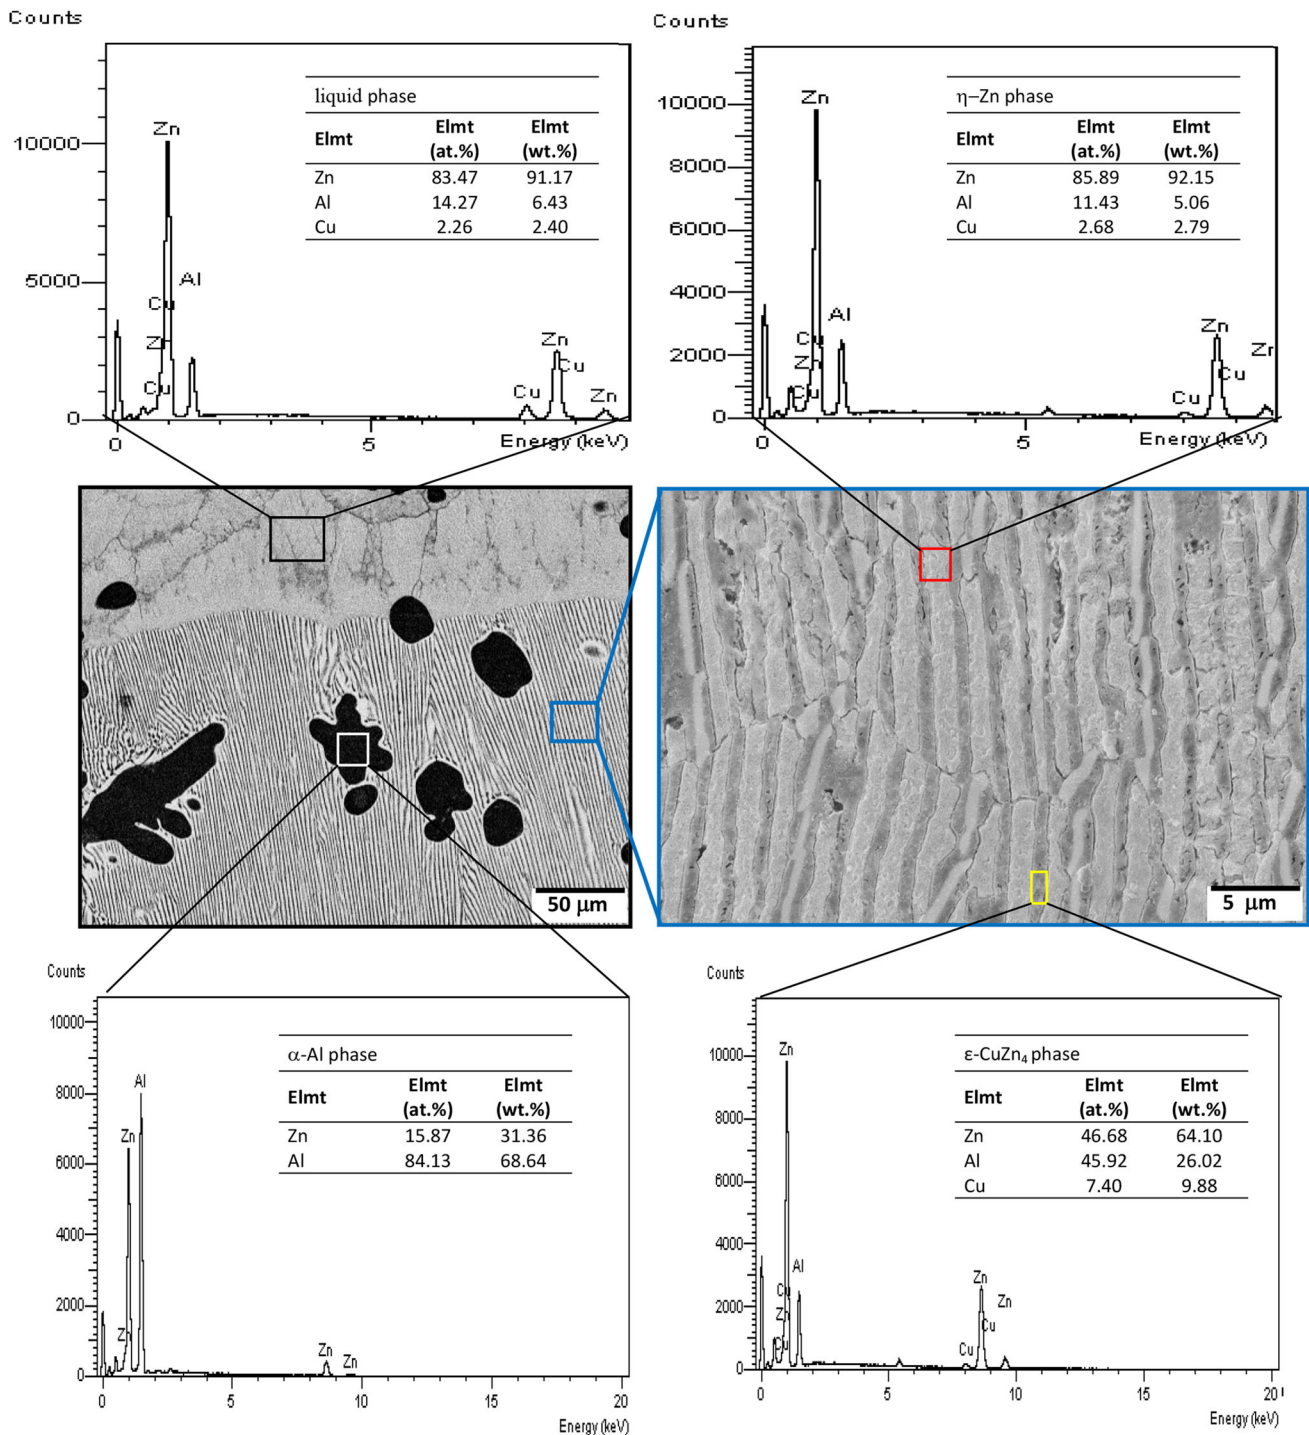 Counts
Zn
10000
5000
0
Cu
Zn
Cu
Al
Cu
Zn
Cu
Zn
0
5
Energy (keV)
liquid phase
Elmt Elmt (at.%) Elmt (wt.%)
Zn 83.47 91.17
Al 14.27 6.43
Cu 2.26 2.40
Counts
Zn
10000
8000
6000
4000
2000
0
Cu
Zn
Cu
Al
Cu
Zn
Cu
Zn
0
5
Energy (keV)
η–Zn phase
Elmt Elmt (at.%) Elmt (wt.%)
Zn 85.89 92.15
Al 11.43 5.06
Cu 2.68 2.79
50 μm
5 μm
Counts
10000
8000
6000
4000
2000
0
Al
Zn
Z
Zn
Zn
0
5
10
15
20
Energy (keV)
α-Al phase
Elmt Elmt (at.%) Elmt (wt.%)
Zn 15.87 31.36
Al 84.13 68.64
Counts
10000
8000
6000
4000
2000
0
Zn
Cu
Z
Cu
Al
Cu
Zn
Cu
Zn
0
5
10
15
20
Energy (keV)
ε-CuZn₄ phase
Elmt Elmt (at.%) Elmt (wt.%)
Zn 46.68 64.10
Al 45.92 26.02
Cu 7.40 9.88